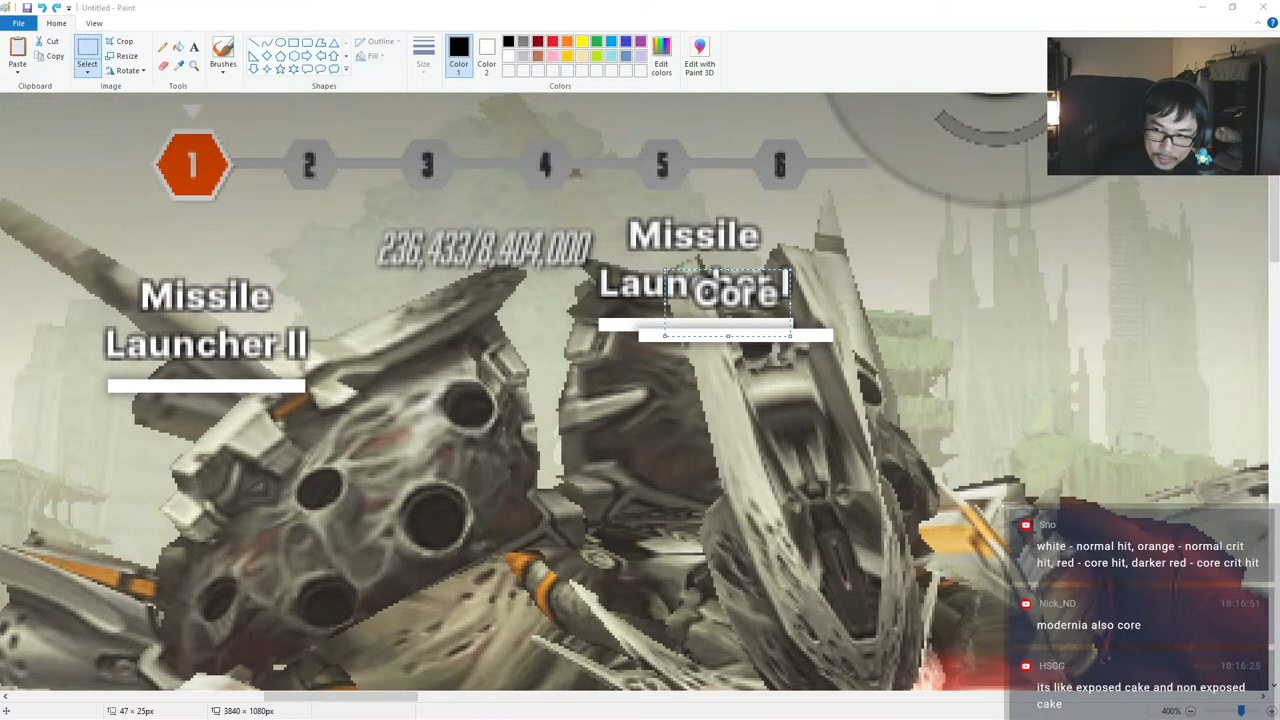 Untitled - Paint
File
Home
View
Paste
Cut
Copy
Clipboard
Select
Crop
Resize
Rotate
Image
Tools
Brushes
Shapes
Outline
Fill
Size
Color 1
Color 2
Edit colors
Colors
Edit with Paint 3D
1 2 3 4 5 6
236,433/8,404,000
Missile
Launcher I
Core
Missile
Launcher II
Sno
white - normal hit, orange - normal crit
hit, red - core hit, darker red - core crit hit
Nick_ND 18:16:51
modernia also core
HSGG 18:16:25
its like exposed cake and non exposed
cake
47 × 25px
3840 × 1080px
400%